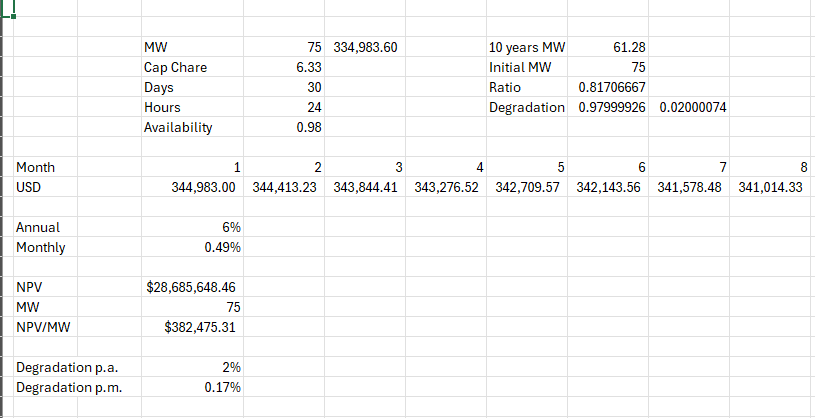 MW 75 334,983.60 10 years MW 61.28
Cap Chare 6.33 Initial MW 75
Days 30 Ratio 0.81706667
Hours 24 Degradation 0.97999926 0.02000074
Availability 0.98
Month 1 2 3 4 5 6 7 8
USD 344,983.00 344,413.23 343,844.41 343,276.52 342,709.57 342,143.56 341,578.48 341,014.33
Annual 6%
Monthly 0.49%
NPV $28,685,648.46
MW 75
NPV/MW $382,475.31
Degradation p.a. 2%
Degradation p.m. 0.17%